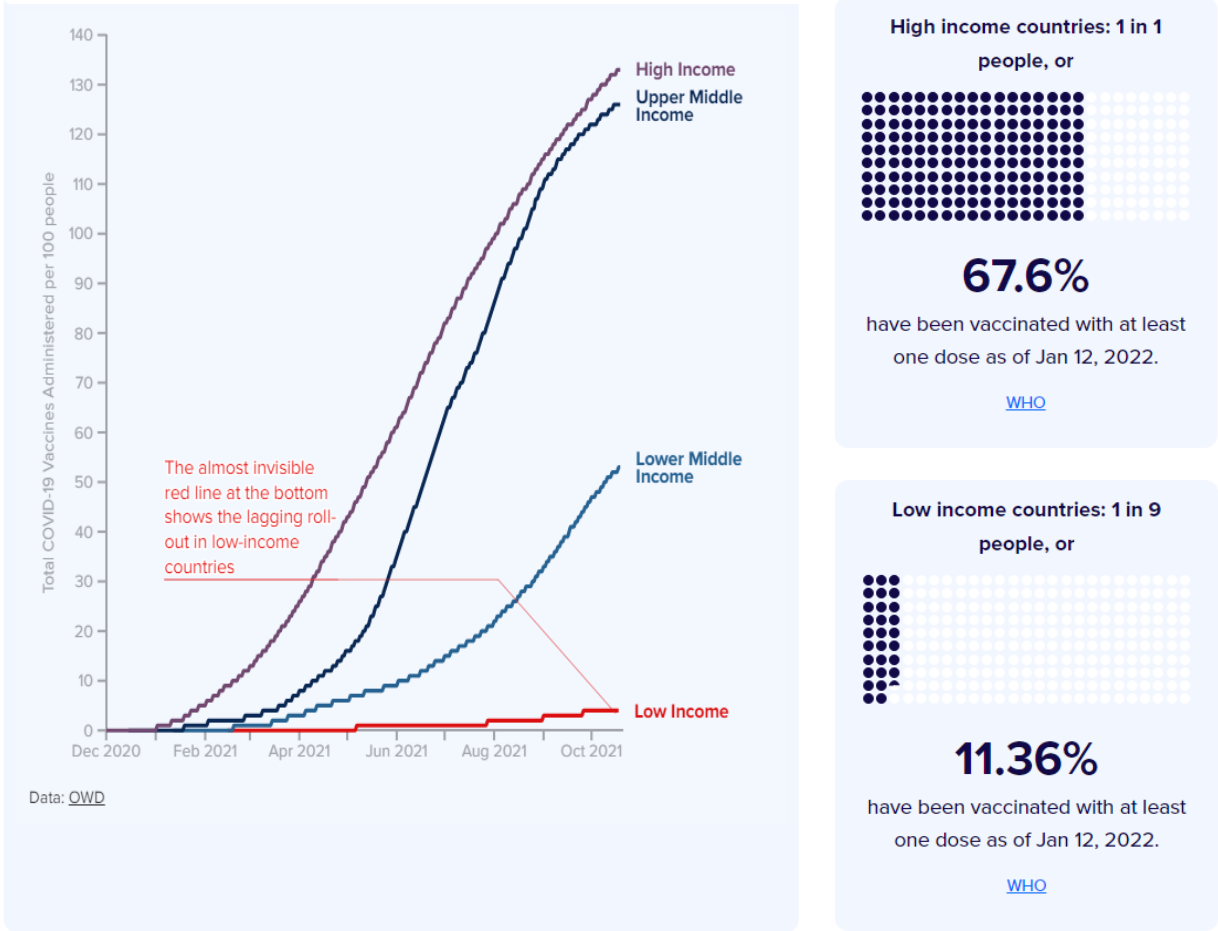 140
130
120
110
100
90
80
70
60
50
40
30
20
10
0
Total COVID-19 Vaccines Administered per 100 people
High Income
Upper Middle
Income
Lower Middle
Income
The almost invisible
red line at the bottom
shows the lagging roll-
out in low-income
countries
Low Income
Dec 2020 Feb 2021 Apr 2021 Jun 2021 Aug 2021 Oct 2021
Data: OWD
High income countries: 1 in 1
people, or
67.6%
have been vaccinated with at least
one dose as of Jan 12, 2022.
WHO
Low income countries: 1 in 9
people, or
11.36%
have been vaccinated with at least
one dose as of Jan 12, 2022.
WHO